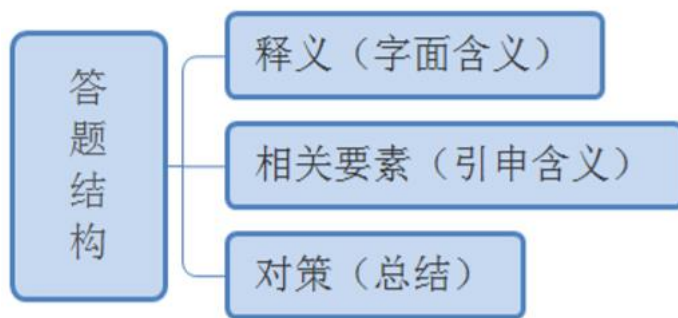 答题结构
释义（字面含义）
相关要素（引申含义）
对策（总结）